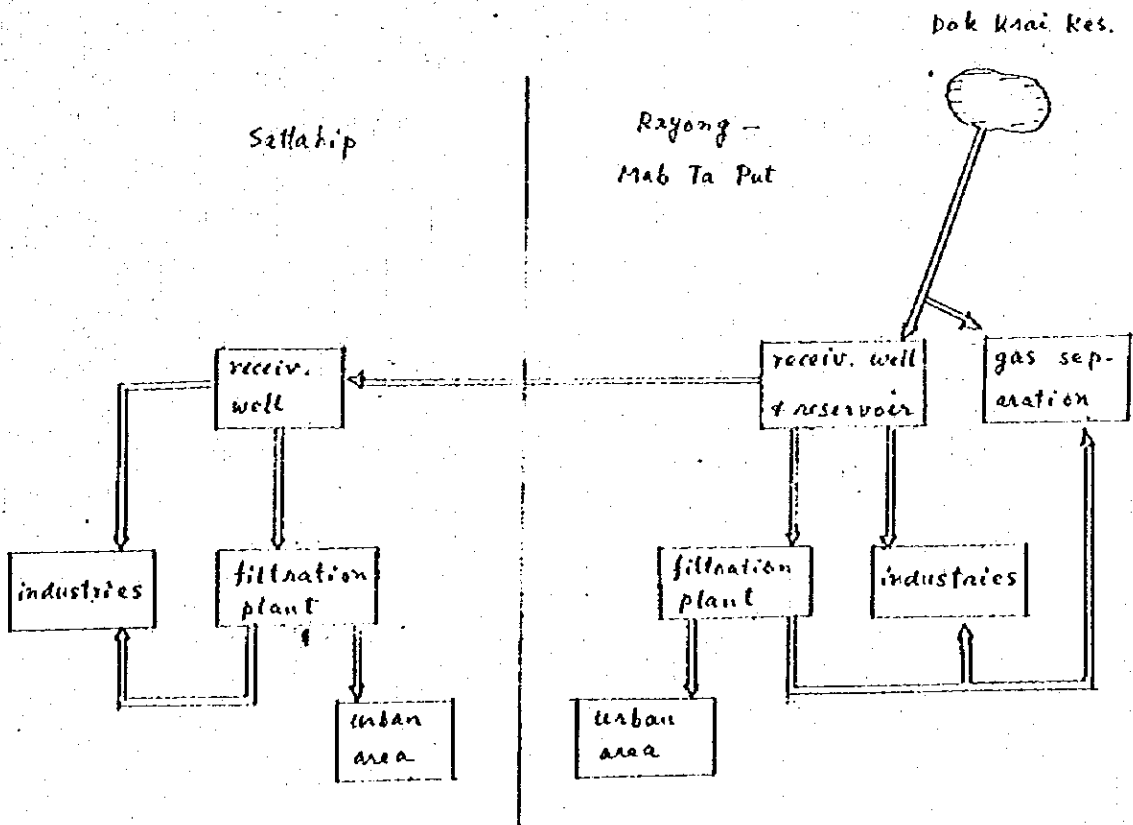 Dok Krai Res.
Sattahip
Rayong -
Mab Ta Put
receiv.
well
receiv. well
& reservoir
gas sep-
aration
industries
filtration
plant
filtration
plant
industries
urban
area
urban
area